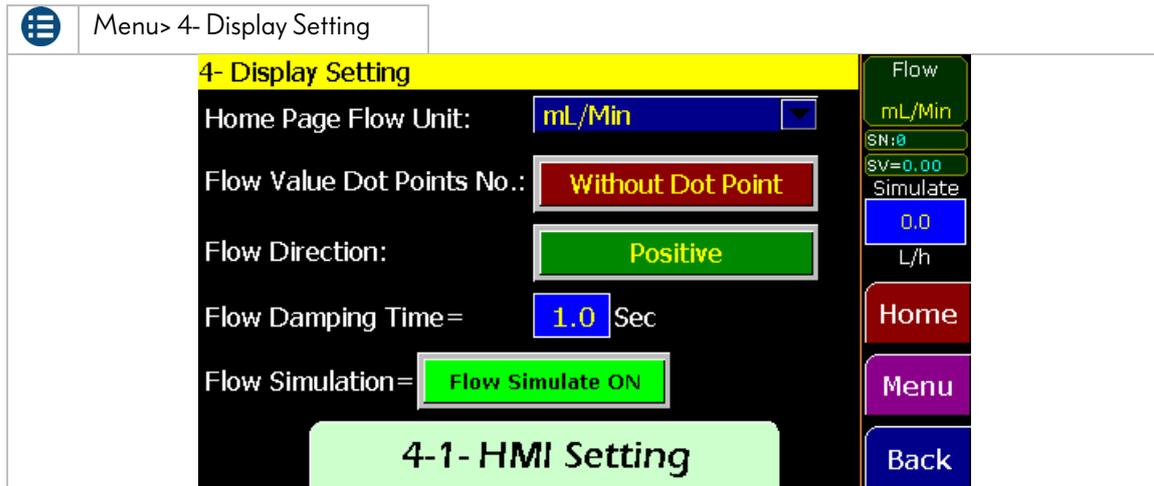 Menu> 4- Display Setting
4- Display Setting
Home Page Flow Unit:
mL/Min
Flow Value Dot Points No.:
Without Dot Point
Flow Direction:
Positive
Flow Damping Time=
1.0 Sec
Flow Simulation=
Flow Simulate ON
4-1- HMI Setting
Flow
mL/Min
SN:0
SV=0.00
Simulate
0.0
L/h
Home
Menu
Back